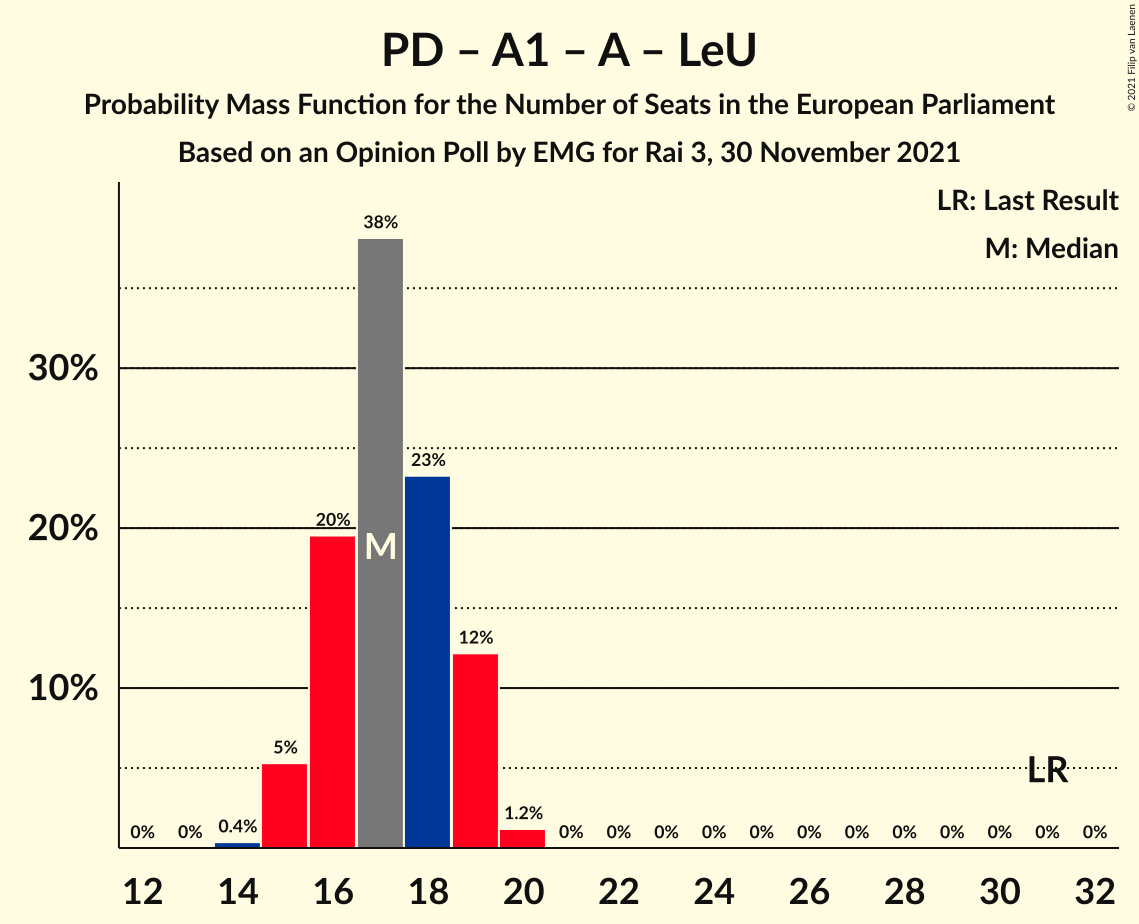 PD – A1 – A – LeU
Probability Mass Function for the Number of Seats in the European Parliament
Based on an Opinion Poll by EMG for Rai 3, 30 November 2021
© 2021 Filip van Laenen
LR: Last Result
M: Median
38%
30%
23%
20%
20%
M
12%
10%
5%
LR
0% 0% 0.4% 1.2% 0% 0% 0% 0% 0% 0% 0% 0% 0% 0% 0% 0%
12 14 16 18 20 22 24 26 28 30 32